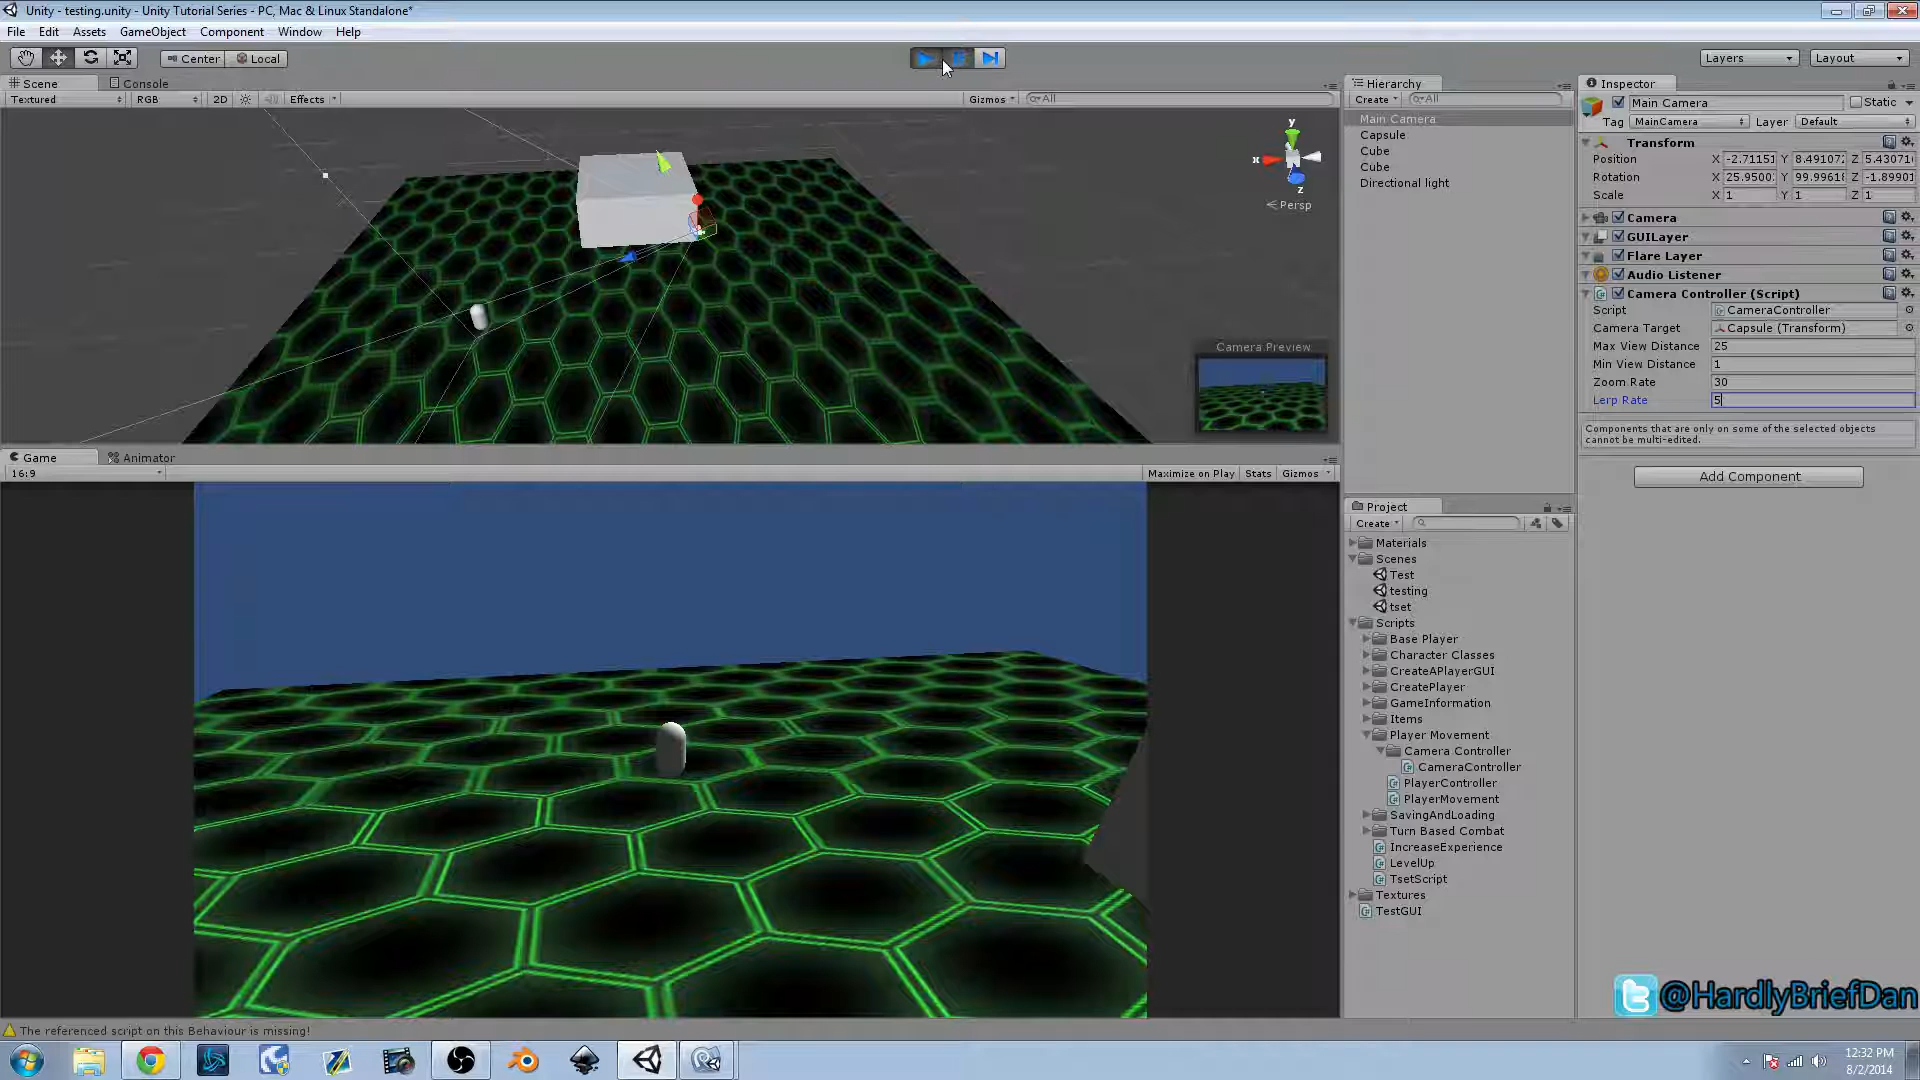 Unity - testing.unity - Unity Tutorial Series - PC, Mac & Linux Standalone*
File Edit Assets GameObject Component Window Help
Center Local
Layers Layout
Scene Console
Textured RGB 2D Effects Gizmos All
y
x
z
Persp
Camera Preview
Game Animator
16:9 Maximize on Play Stats Gizmos
The referenced script on this Behaviour is missing!
Hierarchy
Create All
Main Camera
Capsule
Cube
Cube
Directional light
Project
Create
Materials
Scenes
Test
testing
tset
Scripts
Base Player
Character Classes
CreateAPlayerGUI
CreatePlayer
GameInformation
Items
Player Movement
Camera Controller
CameraController
PlayerController
PlayerMovement
SavingAndLoading
Turn Based Combat
IncreaseExperience
LevelUp
TsetScript
Textures
TestGUI
Inspector
Main Camera Static
Tag MainCamera Layer Default
Transform
Position X -2.71151 Y 8.49107 Z 5.43071
Rotation X 25.9500 Y 99.9961 Z -1.8990
Scale X 1 Y 1 Z 1
Camera
GUILayer
Flare Layer
Audio Listener
Camera Controller (Script)
Script CameraController
Camera Target Capsule (Transform)
Max View Distance 25
Min View Distance 1
Zoom Rate 30
Lerp Rate 5
Components that are only on some of the selected objects
cannot be multi-edited.
Add Component
@HardlyBriefDan
12:32 PM
8/2/2014